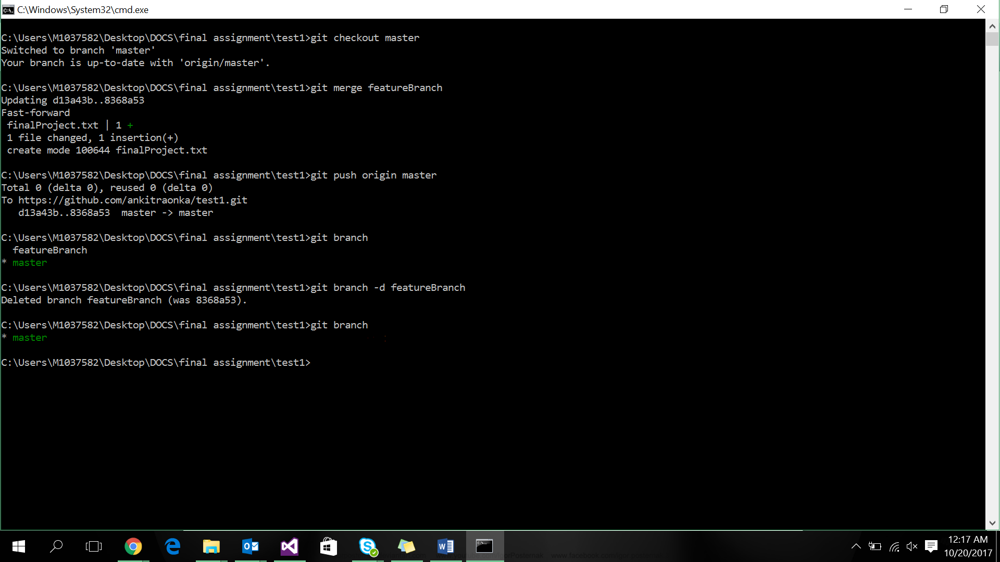 C:\Windows\System32\cmd.exe
C:\Users\M1037582\Desktop\DOCS\final assignment\test1>git checkout master
Switched to branch 'master'
Your branch is up-to-date with 'origin/master'.
C:\Users\M1037582\Desktop\DOCS\final assignment\test1>git merge featureBranch
Updating d13a43b..8368a53
Fast-forward
 finalProject.txt | 1 +
 1 file changed, 1 insertion(+)
 create mode 100644 finalProject.txt
C:\Users\M1037582\Desktop\DOCS\final assignment\test1>git push origin master
Total 0 (delta 0), reused 0 (delta 0)
To https://github.com/ankitraonka/test1.git
   d13a43b..8368a53  master -> master
C:\Users\M1037582\Desktop\DOCS\final assignment\test1>git branch
  featureBranch
* master
C:\Users\M1037582\Desktop\DOCS\final assignment\test1>git branch -d featureBranch
Deleted branch featureBranch (was 8368a53).
C:\Users\M1037582\Desktop\DOCS\final assignment\test1>git branch
* master
C:\Users\M1037582\Desktop\DOCS\final assignment\test1>
12:17 AM
10/20/2017